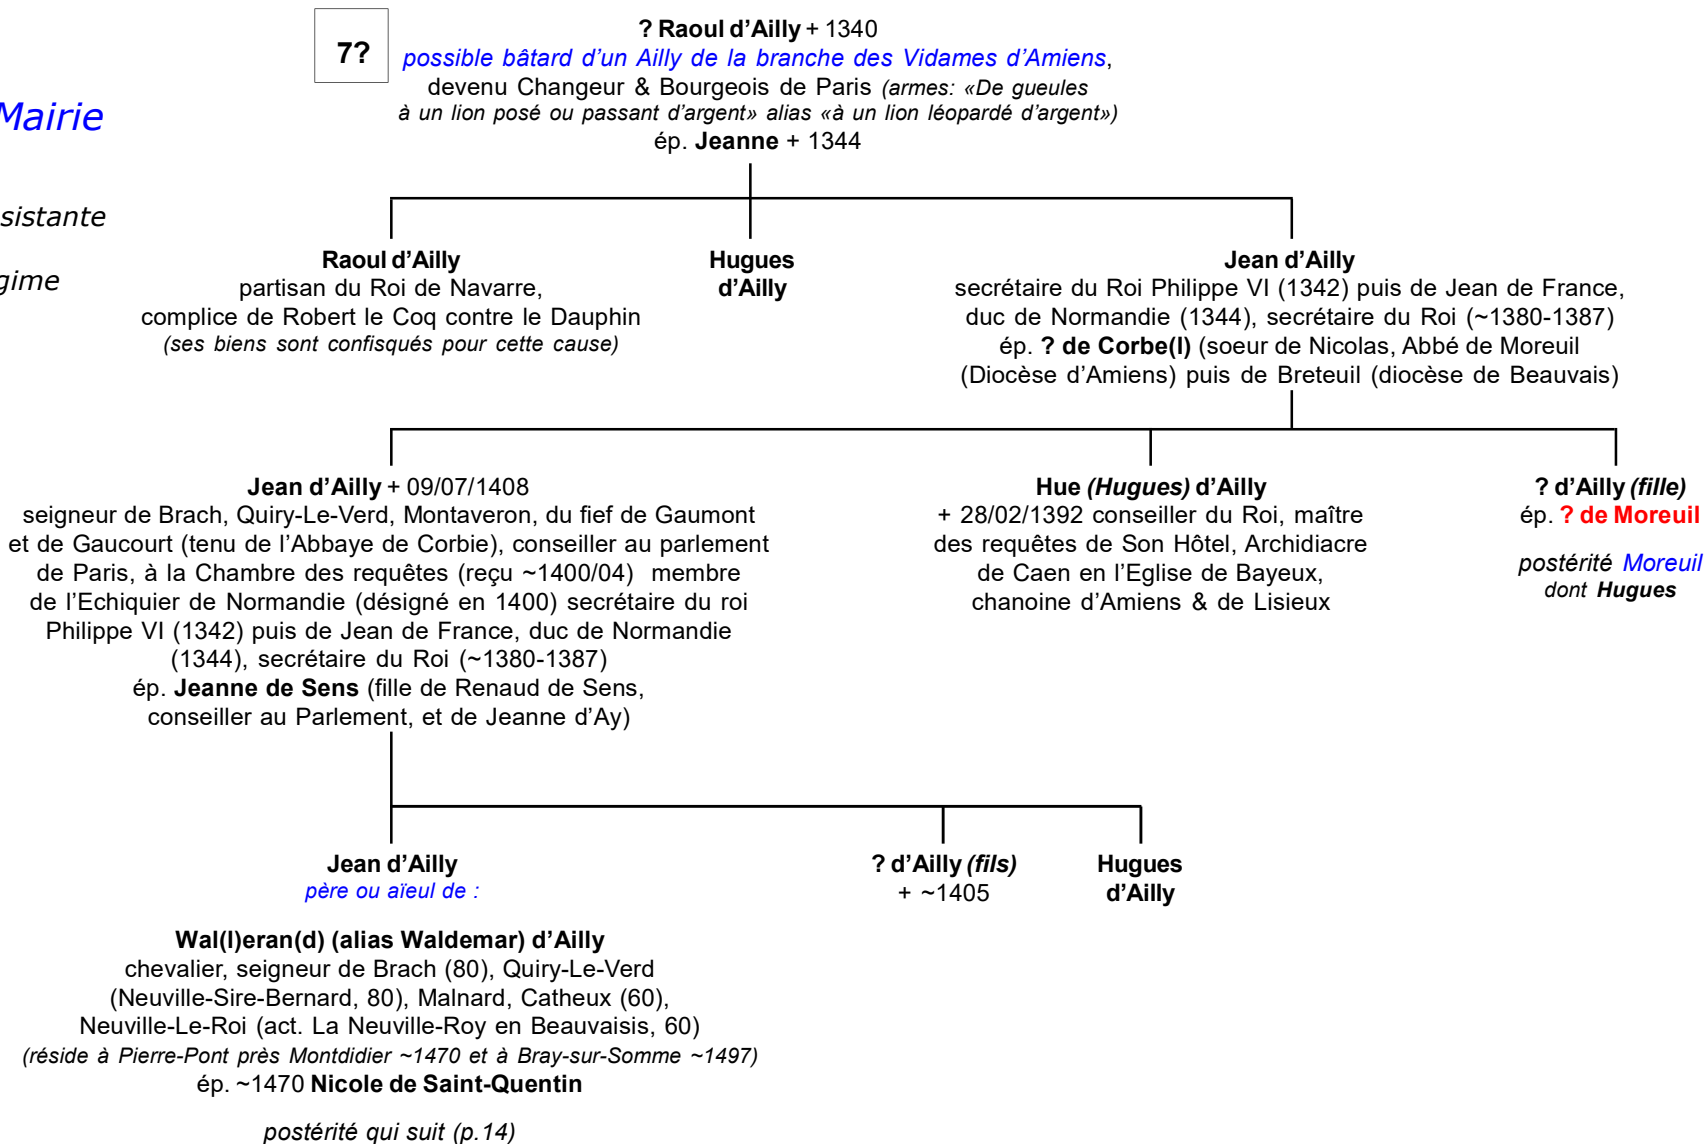 7?
? Raoul d’Ailly + 1340
possible bâtard d’un Ailly de la branche des Vidames d’Amiens,
devenu Changeur & Bourgeois de Paris (armes: «De gueules
à un lion posé ou passant d’argent» alias «à un lion léopardé d’argent»)
ép. Jeanne + 1344
Mairie
sistante
gime
Raoul d’Ailly
partisan du Roi de Navarre,
complice de Robert le Coq contre le Dauphin
(ses biens sont confisqués pour cette cause)
Hugues
d’Ailly
Jean d’Ailly
secrétaire du Roi Philippe VI (1342) puis de Jean de France,
duc de Normandie (1344), secrétaire du Roi (~1380-1387)
ép. ? de Corbe(l) (soeur de Nicolas, Abbé de Moreuil
(Diocèse d’Amiens) puis de Breteuil (diocèse de Beauvais)
Jean d’Ailly + 09/07/1408
seigneur de Brach, Quiry-Le-Verd, Montaveron, du fief de Gaumont
et de Gaucourt (tenu de l’Abbaye de Corbie), conseiller au parlement
de Paris, à la Chambre des requêtes (reçu ~1400/04) membre
de l’Echiquier de Normandie (désigné en 1400) secrétaire du roi
Philippe VI (1342) puis de Jean de France, duc de Normandie
(1344), secrétaire du Roi (~1380-1387)
ép. Jeanne de Sens (fille de Renaud de Sens,
conseiller au Parlement, et de Jeanne d’Ay)
Hue (Hugues) d’Ailly
+ 28/02/1392 conseiller du Roi, maître
des requêtes de Son Hôtel, Archidiacre
de Caen en l’Eglise de Bayeux,
chanoine d’Amiens & de Lisieux
? d’Ailly (fille)
ép. ? de Moreuil
postérité Moreuil
dont Hugues
Jean d’Ailly
père ou aïeul de :
? d’Ailly (fils)
+ ~1405
Hugues
d’Ailly
Wal(l)eran(d) (alias Waldemar) d’Ailly
chevalier, seigneur de Brach (80), Quiry-Le-Verd
(Neuville-Sire-Bernard, 80), Malnard, Catheux (60),
Neuville-Le-Roi (act. La Neuville-Roy en Beauvaisis, 60)
(réside à Pierre-Pont près Montdidier ~1470 et à Bray-sur-Somme ~1497)
ép. ~1470 Nicole de Saint-Quentin
postérité qui suit (p.14)